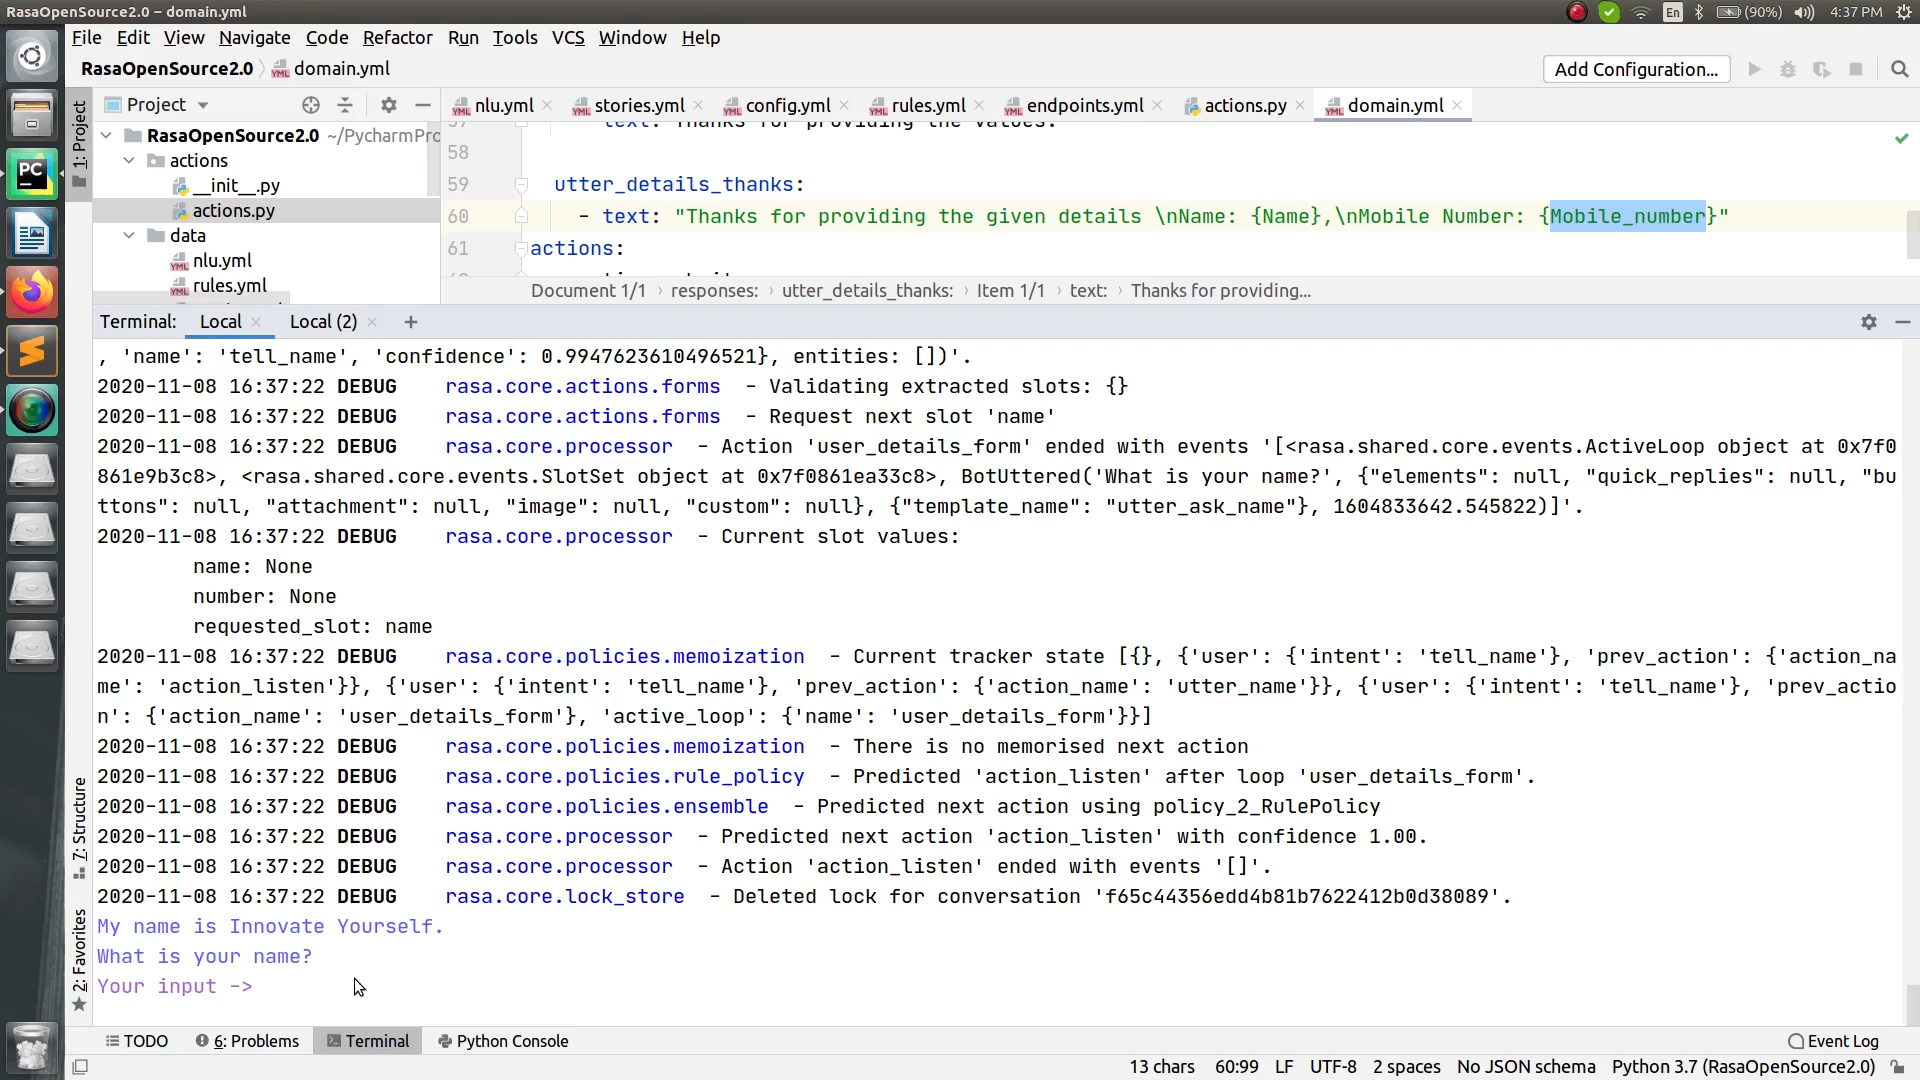 RasaOpenSource2.0 – domain.yml
En (90%) 4:37 PM
File Edit View Navigate Code Refactor Run Tools VCS Window Help
RasaOpenSource2.0 domain.yml
Add Configuration...
1: Project
Project
nlu.yml stories.yml config.yml rules.yml endpoints.yml actions.py domain.yml
RasaOpenSource2.0 ~/PycharmPro
actions
__init__.py
actions.py
data
nlu.yml
rules.yml
57 text: Thanks for providing the values.
58
59 utter_details_thanks:
60 - text: "Thanks for providing the given details \nName: {Name},\nMobile Number: {Mobile_number}"
61 actions:
Document 1/1 › responses: › utter_details_thanks: › Item 1/1 › text: › Thanks for providing...
Terminal: Local Local (2) +
, 'name': 'tell_name', 'confidence': 0.9947623610496521}, entities: [])'.
2020-11-08 16:37:22 DEBUG rasa.core.actions.forms - Validating extracted slots: {}
2020-11-08 16:37:22 DEBUG rasa.core.actions.forms - Request next slot 'name'
2020-11-08 16:37:22 DEBUG rasa.core.processor - Action 'user_details_form' ended with events '[<rasa.shared.core.events.ActiveLoop object at 0x7f0
861e9b3c8>, <rasa.shared.core.events.SlotSet object at 0x7f0861ea33c8>, BotUttered('What is your name?', {"elements": null, "quick_replies": null, "bu
ttons": null, "attachment": null, "image": null, "custom": null}, {"template_name": "utter_ask_name"}, 1604833642.545822)]'.
2020-11-08 16:37:22 DEBUG rasa.core.processor - Current slot values:
name: None
number: None
requested_slot: name
2020-11-08 16:37:22 DEBUG rasa.core.policies.memoization - Current tracker state [{}, {'user': {'intent': 'tell_name'}, 'prev_action': {'action_na
me': 'action_listen'}}, {'user': {'intent': 'tell_name'}, 'prev_action': {'action_name': 'utter_name'}}, {'user': {'intent': 'tell_name'}, 'prev_actio
n': {'action_name': 'user_details_form'}, 'active_loop': {'name': 'user_details_form'}}]
2020-11-08 16:37:22 DEBUG rasa.core.policies.memoization - There is no memorised next action
2020-11-08 16:37:22 DEBUG rasa.core.policies.rule_policy - Predicted 'action_listen' after loop 'user_details_form'.
2020-11-08 16:37:22 DEBUG rasa.core.policies.ensemble - Predicted next action using policy_2_RulePolicy
2020-11-08 16:37:22 DEBUG rasa.core.processor - Predicted next action 'action_listen' with confidence 1.00.
2020-11-08 16:37:22 DEBUG rasa.core.processor - Action 'action_listen' ended with events '[]'.
2020-11-08 16:37:22 DEBUG rasa.core.lock_store - Deleted lock for conversation 'f65c44356edd4b81b7622412b0d38089'.
My name is Innovate Yourself.
What is your name?
Your input ->
7: Structure
2: Favorites
TODO 6: Problems Terminal Python Console Event Log
13 chars 60:99 LF UTF-8 2 spaces No JSON schema Python 3.7 (RasaOpenSource2.0)